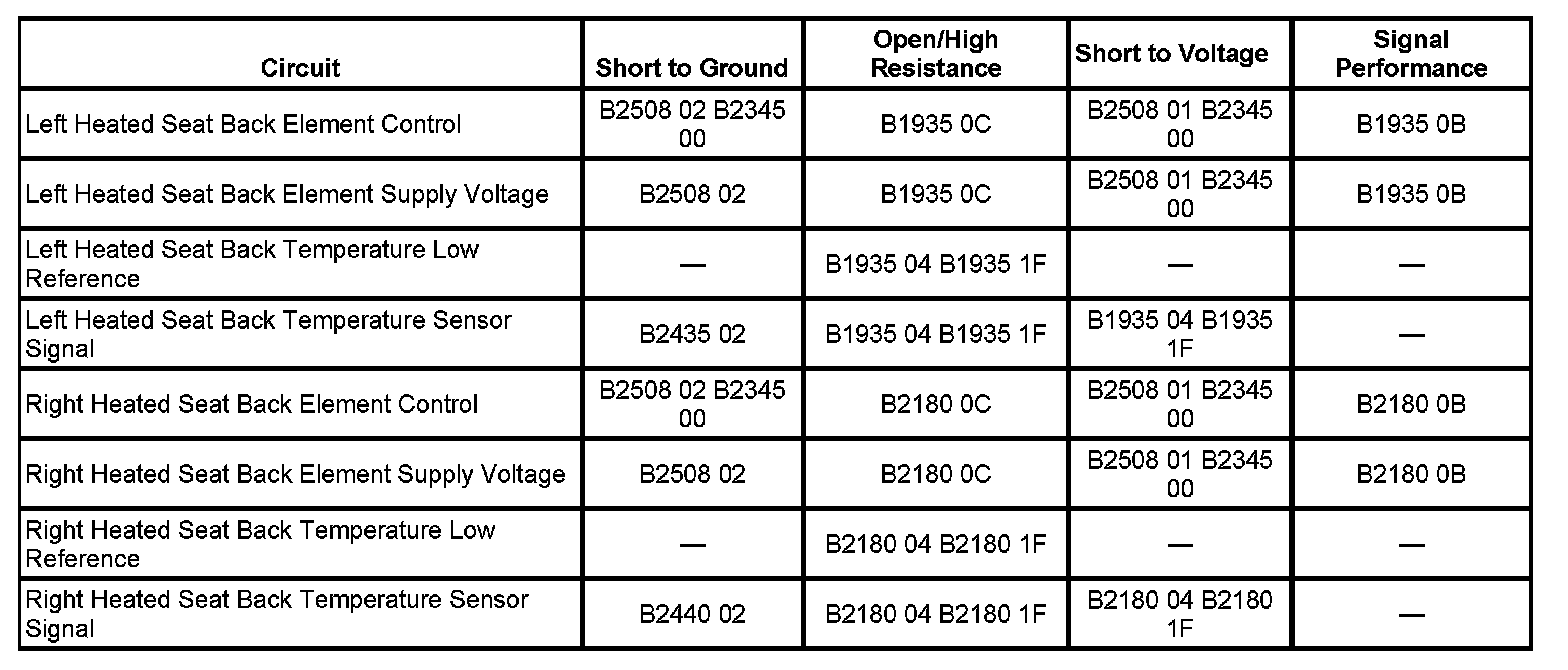 Circuit Short to Ground Open/High Resistance Short to Voltage Signal Performance
Left Heated Seat Back Element Control B2508 02 B2345 00 B1935 0C B2508 01 B2345 00 B1935 0B
Left Heated Seat Back Element Supply Voltage B2508 02 B1935 0C B2508 01 B2345 00 B1935 0B
Left Heated Seat Back Temperature Low Reference — B1935 04 B1935 1F — —
Left Heated Seat Back Temperature Sensor Signal B2435 02 B1935 04 B1935 1F B1935 04 B1935 1F —
Right Heated Seat Back Element Control B2508 02 B2345 00 B2180 0C B2508 01 B2345 00 B2180 0B
Right Heated Seat Back Element Supply Voltage B2508 02 B2180 0C B2508 01 B2345 00 B2180 0B
Right Heated Seat Back Temperature Low Reference — B2180 04 B2180 1F — —
Right Heated Seat Back Temperature Sensor Signal B2440 02 B2180 04 B2180 1F B2180 04 B2180 1F —